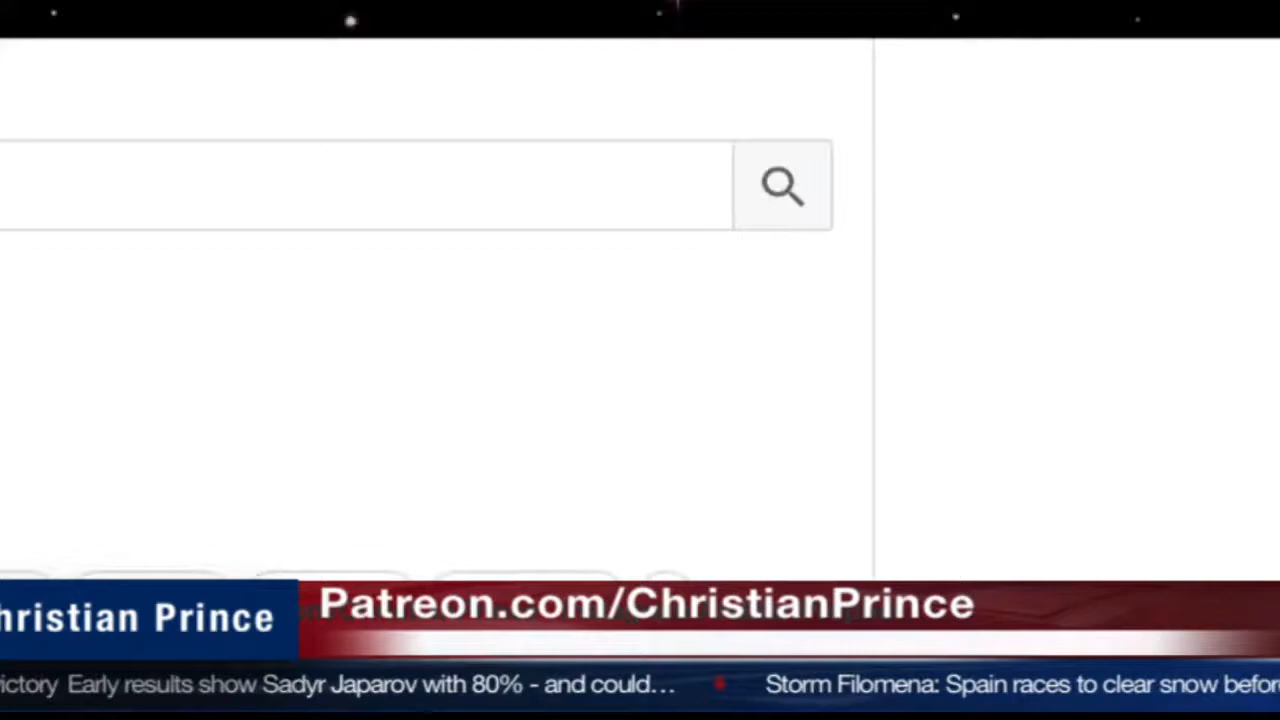 hristian Prince
Patreon.com/ChristianPrince
ictory Early results show Sadyr Japarov with 80% - and could… Storm Filomena: Spain races to clear snow befor